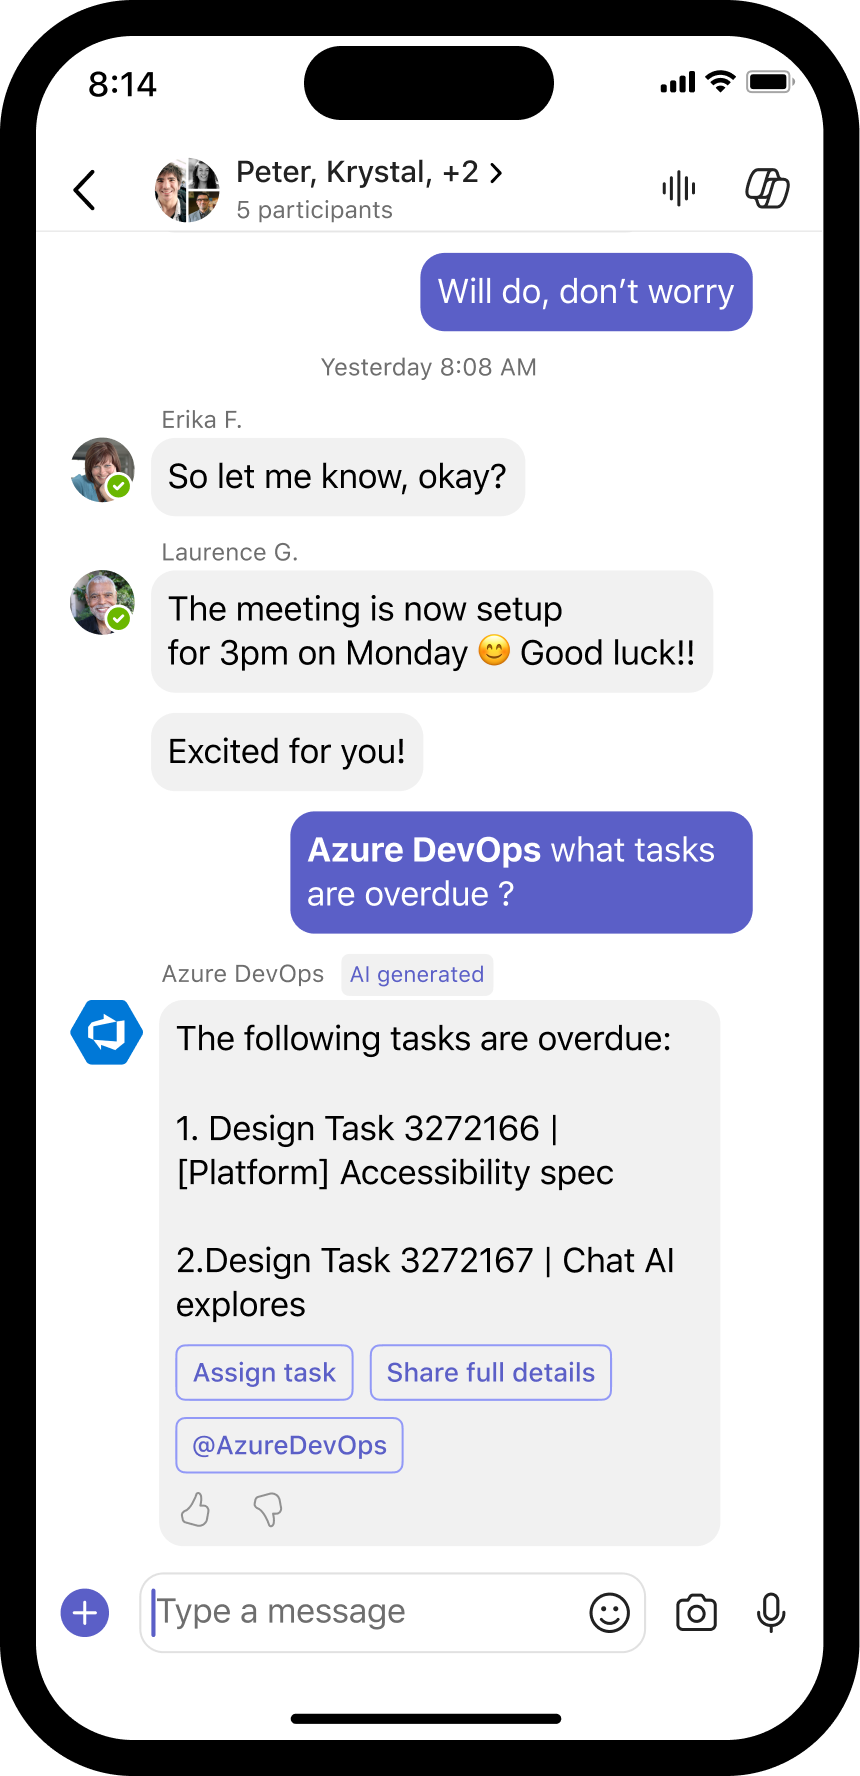 8:14
Peter, Krystal, +2
5 participants
Will do, don’t worry
Yesterday 8:08 AM
Erika F.
So let me know, okay?
Laurence G.
The meeting is now setup
for 3pm on Monday 😊 Good luck!!
Excited for you!
Azure DevOps what tasks
are overdue ?
Azure DevOps AI generated
The following tasks are overdue:
1. Design Task 3272166 |
[Platform] Accessibility spec
2.Design Task 3272167 | Chat AI
explores
Assign task Share full details
@AzureDevOps
Type a message